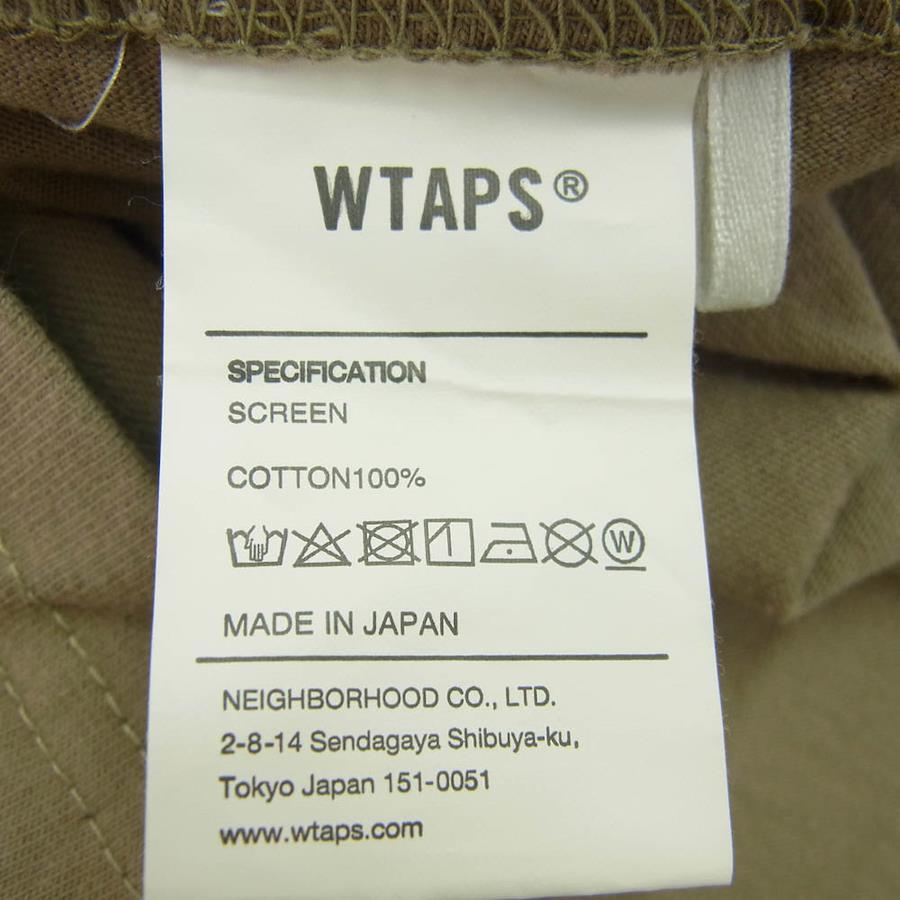 WTAPS®
SPECIFICATION
SCREEN
COTTON100%
W
MADE IN JAPAN
NEIGHBORHOOD CO., LTD.
2-8-14 Sendagaya Shibuya-ku,
Tokyo Japan 151-0051
www.wtaps.com